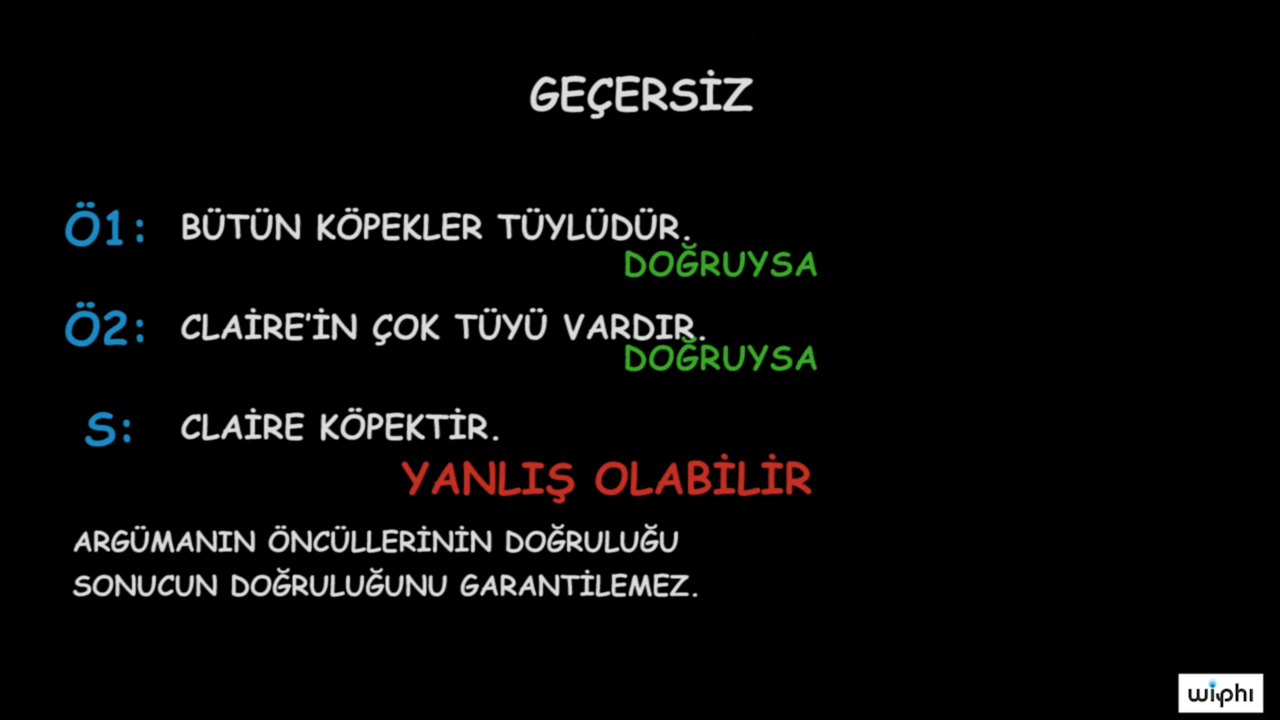 GEÇERSİZ
Ö1: BÜTÜN KÖPEKLER TÜYLÜDÜR.
DOĞRUYSA
Ö2: CLAİRE'İN ÇOK TÜYÜ VARDIR.
DOĞRUYSA
S: CLAİRE KÖPEKTİR.
YANLIŞ OLABİLİR
ARGÜMANIN ÖNCÜLLERİNİN DOĞRULUĞU
SONUCUN DOĞRULUĞUNU GARANTİLEMEZ.
wiphi